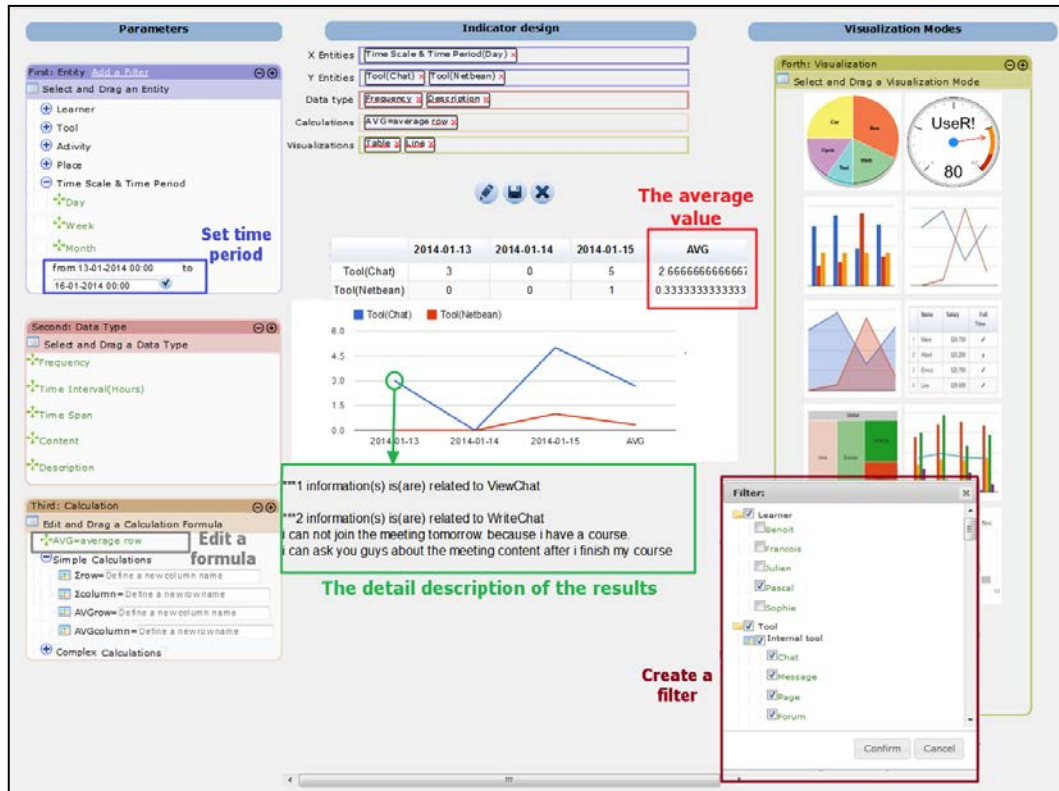 Parameters
Indicator design
Visualization Modes
First: Entity Add a Filter
Select and Drag an Entity
Learner
Tool
Activity
Place
Time Scale & Time Period
Day
Week
Month
from 13-01-2014 00:00 to
16-01-2014 00:00
Set time
period
Second: Data Type
Select and Drag a Data Type
Frequency
Time Interval(Hours)
Time Span
Content
Description
Third: Calculation
Edit and Drag a Calculation Formula
AVG=average row
Edit a
formula
Simple Calculations
Σrow= Define a new column name
Σcolumn= Define a new row name
AVGrow= Define a new column name
AVGcolumn= Define a new row name
Complex Calculations
X Entities Time Scale & Time Period(Day) x
Y Entities Tool(Chat) x Tool(Netbean) x
Data type Frequency x Description x
Calculations AVG=average row x
Visualizations Table x Line x
The average
value
2014-01-13 2014-01-14 2014-01-15 AVG
Tool(Chat) 3 0 5 2.6666666666667
Tool(Netbean) 0 0 1 0.3333333333333
Tool(Chat) Tool(Netbean)
6.0
4.5
3.0
1.5
0.0
2014-01-13 2014-01-14 2014-01-15 AVG
***1 information(s) is(are) related to ViewChat
***2 information(s) is(are) related to WriteChat
i can not join the meeting tomorrow because i have a course.
i can ask you guys about the meeting content after i finish my course
The detail description of the results
Forth: Visualization
Select and Drag a Visualization Mode
Car
Bus
Cycle
Walk
UseR!
80
Name Salary Full
Time
Filter:
Learner
Benoit
Francois
Julien
Pascal
Sophie
Tool
Internal tool
Chat
Message
Page
Forum
Confirm Cancel
Create a
filter